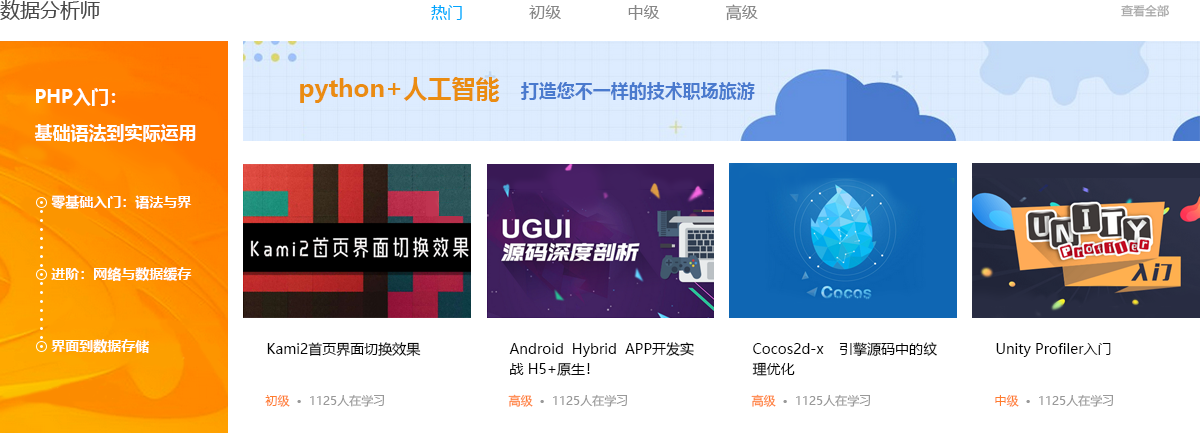 数据分析师
热门
初级
中级
高级
查看全部
PHP入门:
基础语法到实际运用
零基础入门：语法与界
进阶：网络与数据缓存
界面到数据存储
python+人工智能 打造您不一样的技术职场旅游
Kami2首页界面切换效果
UGUI
源码深度剖析
Cocos
UNITY
Profiler
入门
Kami2首页界面切换效果
Android Hybrid APP开发实
战 H5+原生!
Cocos2d-x 引擎源码中的纹
理优化
Unity Profiler入门
初级 • 1125人在学习
高级 • 1125人在学习
高级 • 1125人在学习
中级 • 1125人在学习